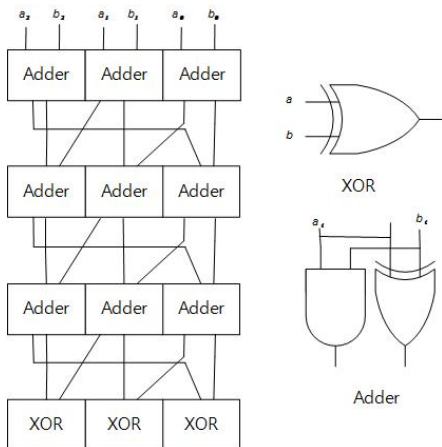 a₂ b₂ a₁ b₁ a₀ b₀
Adder Adder Adder
Adder Adder Adder
Adder Adder Adder
XOR XOR XOR
a
b
XOR
aᵢ bᵢ
Adder